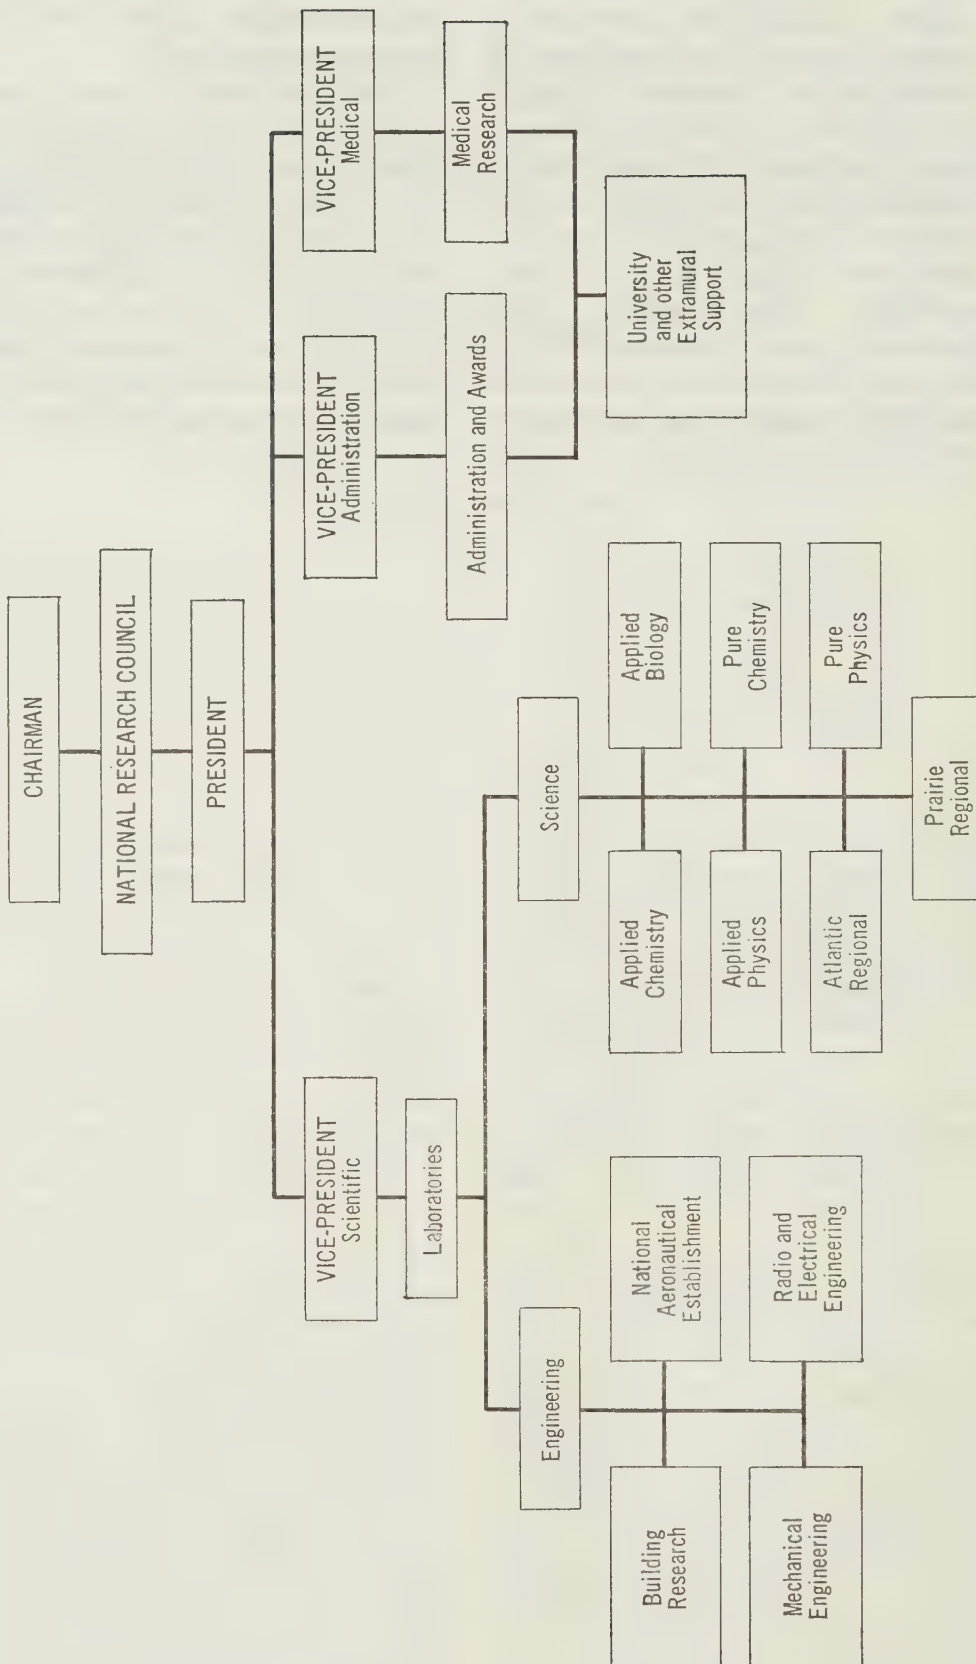 CHAIRMAN
NATIONAL RESEARCH COUNCIL
PRESIDENT
VICE-PRESIDENT
Scientific
VICE-PRESIDENT
Administration
VICE-PRESIDENT
Medical
Laboratories
Administration and Awards
Medical
Research
Engineering
Science
University
and other
Extramural
Support
Building
Research
National
Aeronautical
Establishment
Mechanical
Engineering
Radio and
Electrical
Engineering
Applied
Chemistry
Applied
Biology
Applied
Physics
Pure
Chemistry
Atlantic
Regional
Pure
Physics
Prairie
Regional